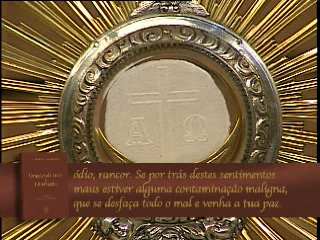 Α Ω
ódio, rancor. Se por trás destes sentimentos
maus estiver alguma contaminação maligna,
que se desfaça todo o mal e venha a tua paz.